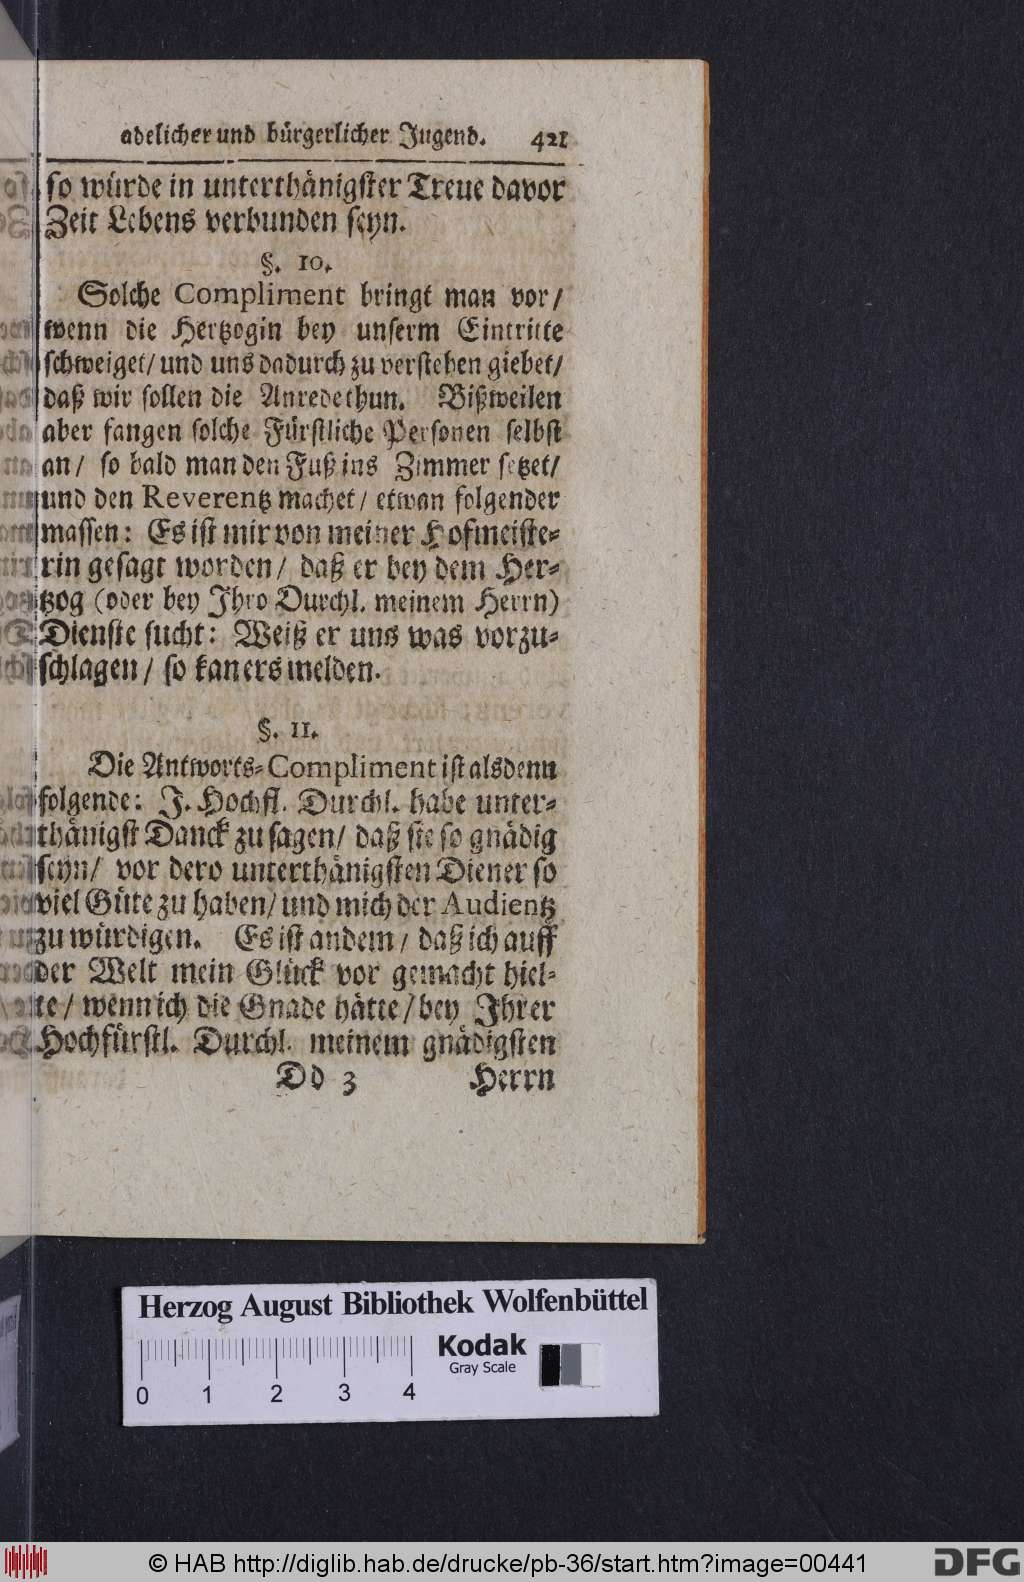 adelicher und bürgerlicher Jugend. 421
so würde in unterthänigster Treue davor
Zeit Lebens verbunden seyn.
§. 10.
Solche Compliment bringt man vor/
wenn die Hertzogin bey unserm Eintritte
schweiget/ und uns dadurch zu verstehen giebet/
daß wir sollen die Anrede thun. Bißweilen
aber fangen solche Fürstliche Personen selbst
an/ so bald man den Fuß ins Zimmer setzet/
und den Reverentz machet/ etwan folgender
massen: Es ist mir von meiner Hofmeiste-
rin gesagt worden/ daß er bey dem Her-
tzog (oder bey Ihro Durchl. meinem Herrn)
Dienste sucht: Weiß er uns was vorzu-
schlagen/ so kan ers melden.
§. 11.
Die Antworts-Compliment ist alsdenn
folgende: J. Hochfl. Durchl. habe unter-
thänigst Danck zu sagen/ daß sie so gnädig
seyn/ vor dero unterthänigsten Diener so
viel Güte zu haben/ und mich der Audientz
zu würdigen. Es ist andem/ daß ich auff
der Welt mein Glück vor gemacht hiel-
te/ wenn ich die Gnade hätte/ bey Ihrer
Hochfürstl. Durchl. meinem gnädigsten
Dd 3 Herrn
Herzog August Bibliothek Wolfenbüttel
Kodak
Gray Scale
0 1 2 3 4
© HAB http://diglib.hab.de/drucke/pb-36/start.htm?image=00441
DFG